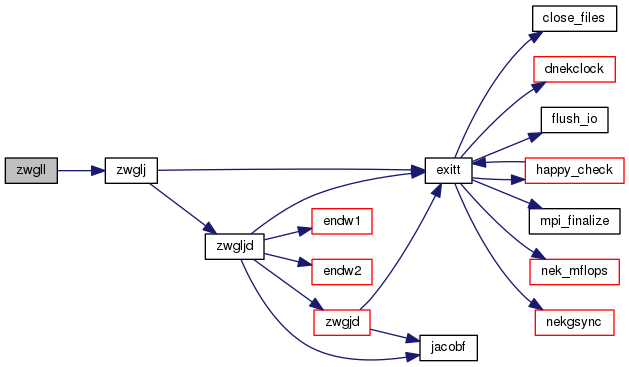 close_files
dnekclock
flush_io
zwgll
zwglj
exitt
happy_check
mpi_finalize
endw1
zwgljd
endw2
nek_mflops
zwgjd
nekgsync
jacobf